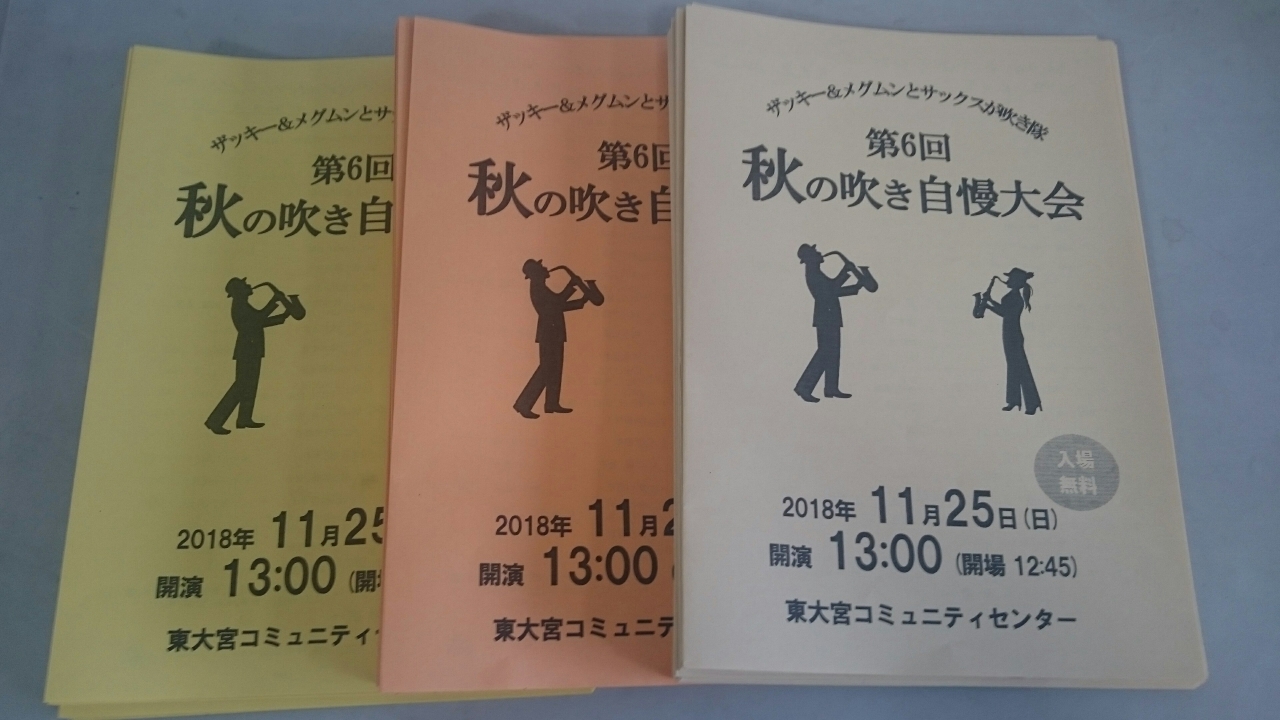 ザッキー&メグムンとサ
第6回
秋の吹き自
2018年 11月25
開演 13:00 (開場
東大宮コミュニティ
ザッキー&メグムンとサ
第6回
秋の吹き自
2018年 11月2
開演 13:00
東大宮コミュニテ
ザッキー&メグムンとサックスが吹き隊
第6回
秋の吹き自慢大会
入場
無料
2018年 11月25日(日)
開演 13:00 (開場 12:45)
東大宮コミュニティセンター